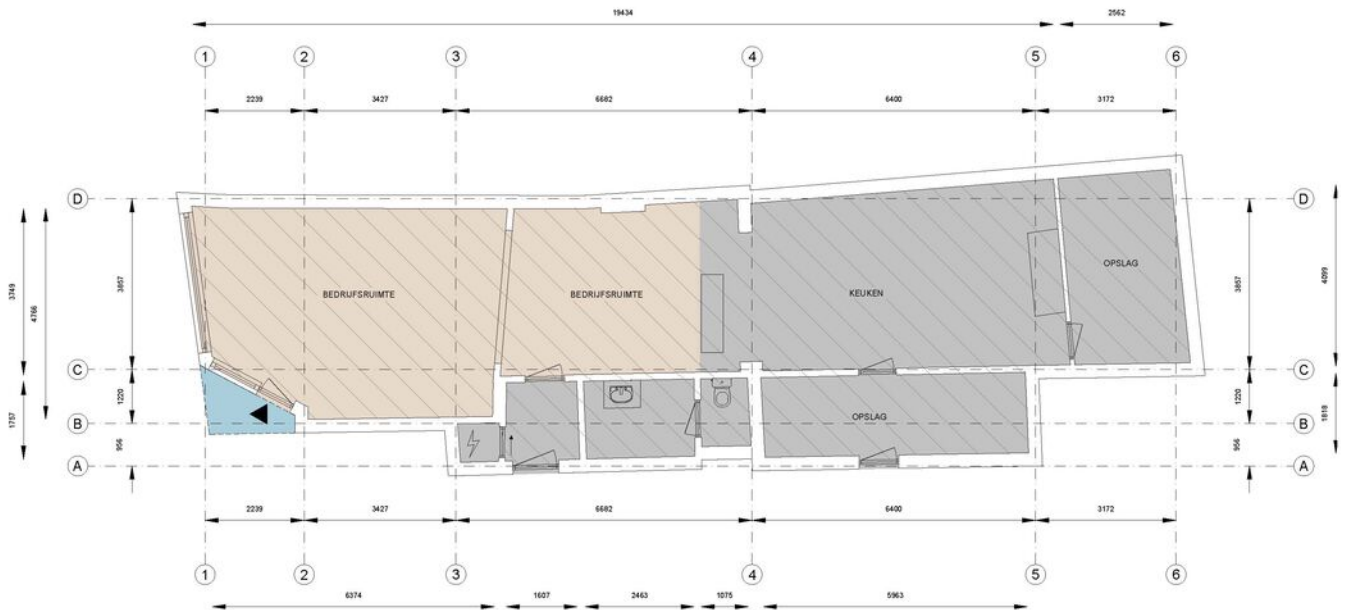 19434 2562
1 2 3 4 5 6
2239 3427 6682 6400 3172
D D
3749 4766 3857 3857 4099
BEDRIJFSRUIMTE BEDRIJFSRUIMTE KEUKEN OPSLAG
C C
1757 1220 1220 1818
OPSLAG
B B
956 956
A A
2239 3427 6682 6400 3172
1 2 3 4 5 6
6374 1607 2463 1075 5963